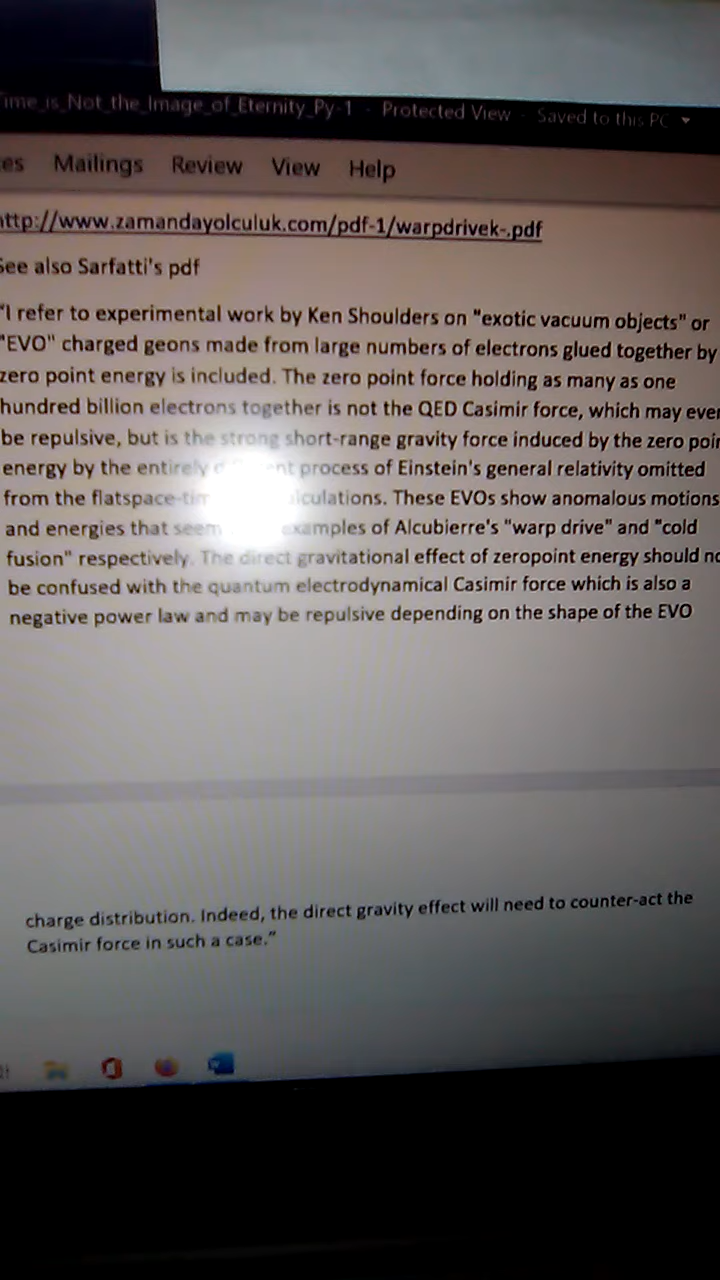 Time_is_Not_the_Image_of_Eternity_Py-1 - Protected View - Saved to this PC
es Mailings Review View Help
http://www.zamandayolculuk.com/pdf-1/warpdrivek-.pdf
See also Sarfatti's pdf
"I refer to experimental work by Ken Shoulders on "exotic vacuum objects" or
"EVO" charged geons made from large numbers of electrons glued together by
zero point energy is included. The zero point force holding as many as one
hundred billion electrons together is not the QED Casimir force, which may even
be repulsive, but is the strong short-range gravity force induced by the zero poin
energy by the entirely process of Einstein's general relativity omitted
from the flatspace-tim lculations. These EVOs show anomalous motions
and energies that seem examples of Alcubierre's "warp drive" and "cold
fusion" respectively. The direct gravitational effect of zeropoint energy should no
be confused with the quantum electrodynamical Casimir force which is also a
negative power law and may be repulsive depending on the shape of the EVO
charge distribution. Indeed, the direct gravity effect will need to counter-act the
Casimir force in such a case."